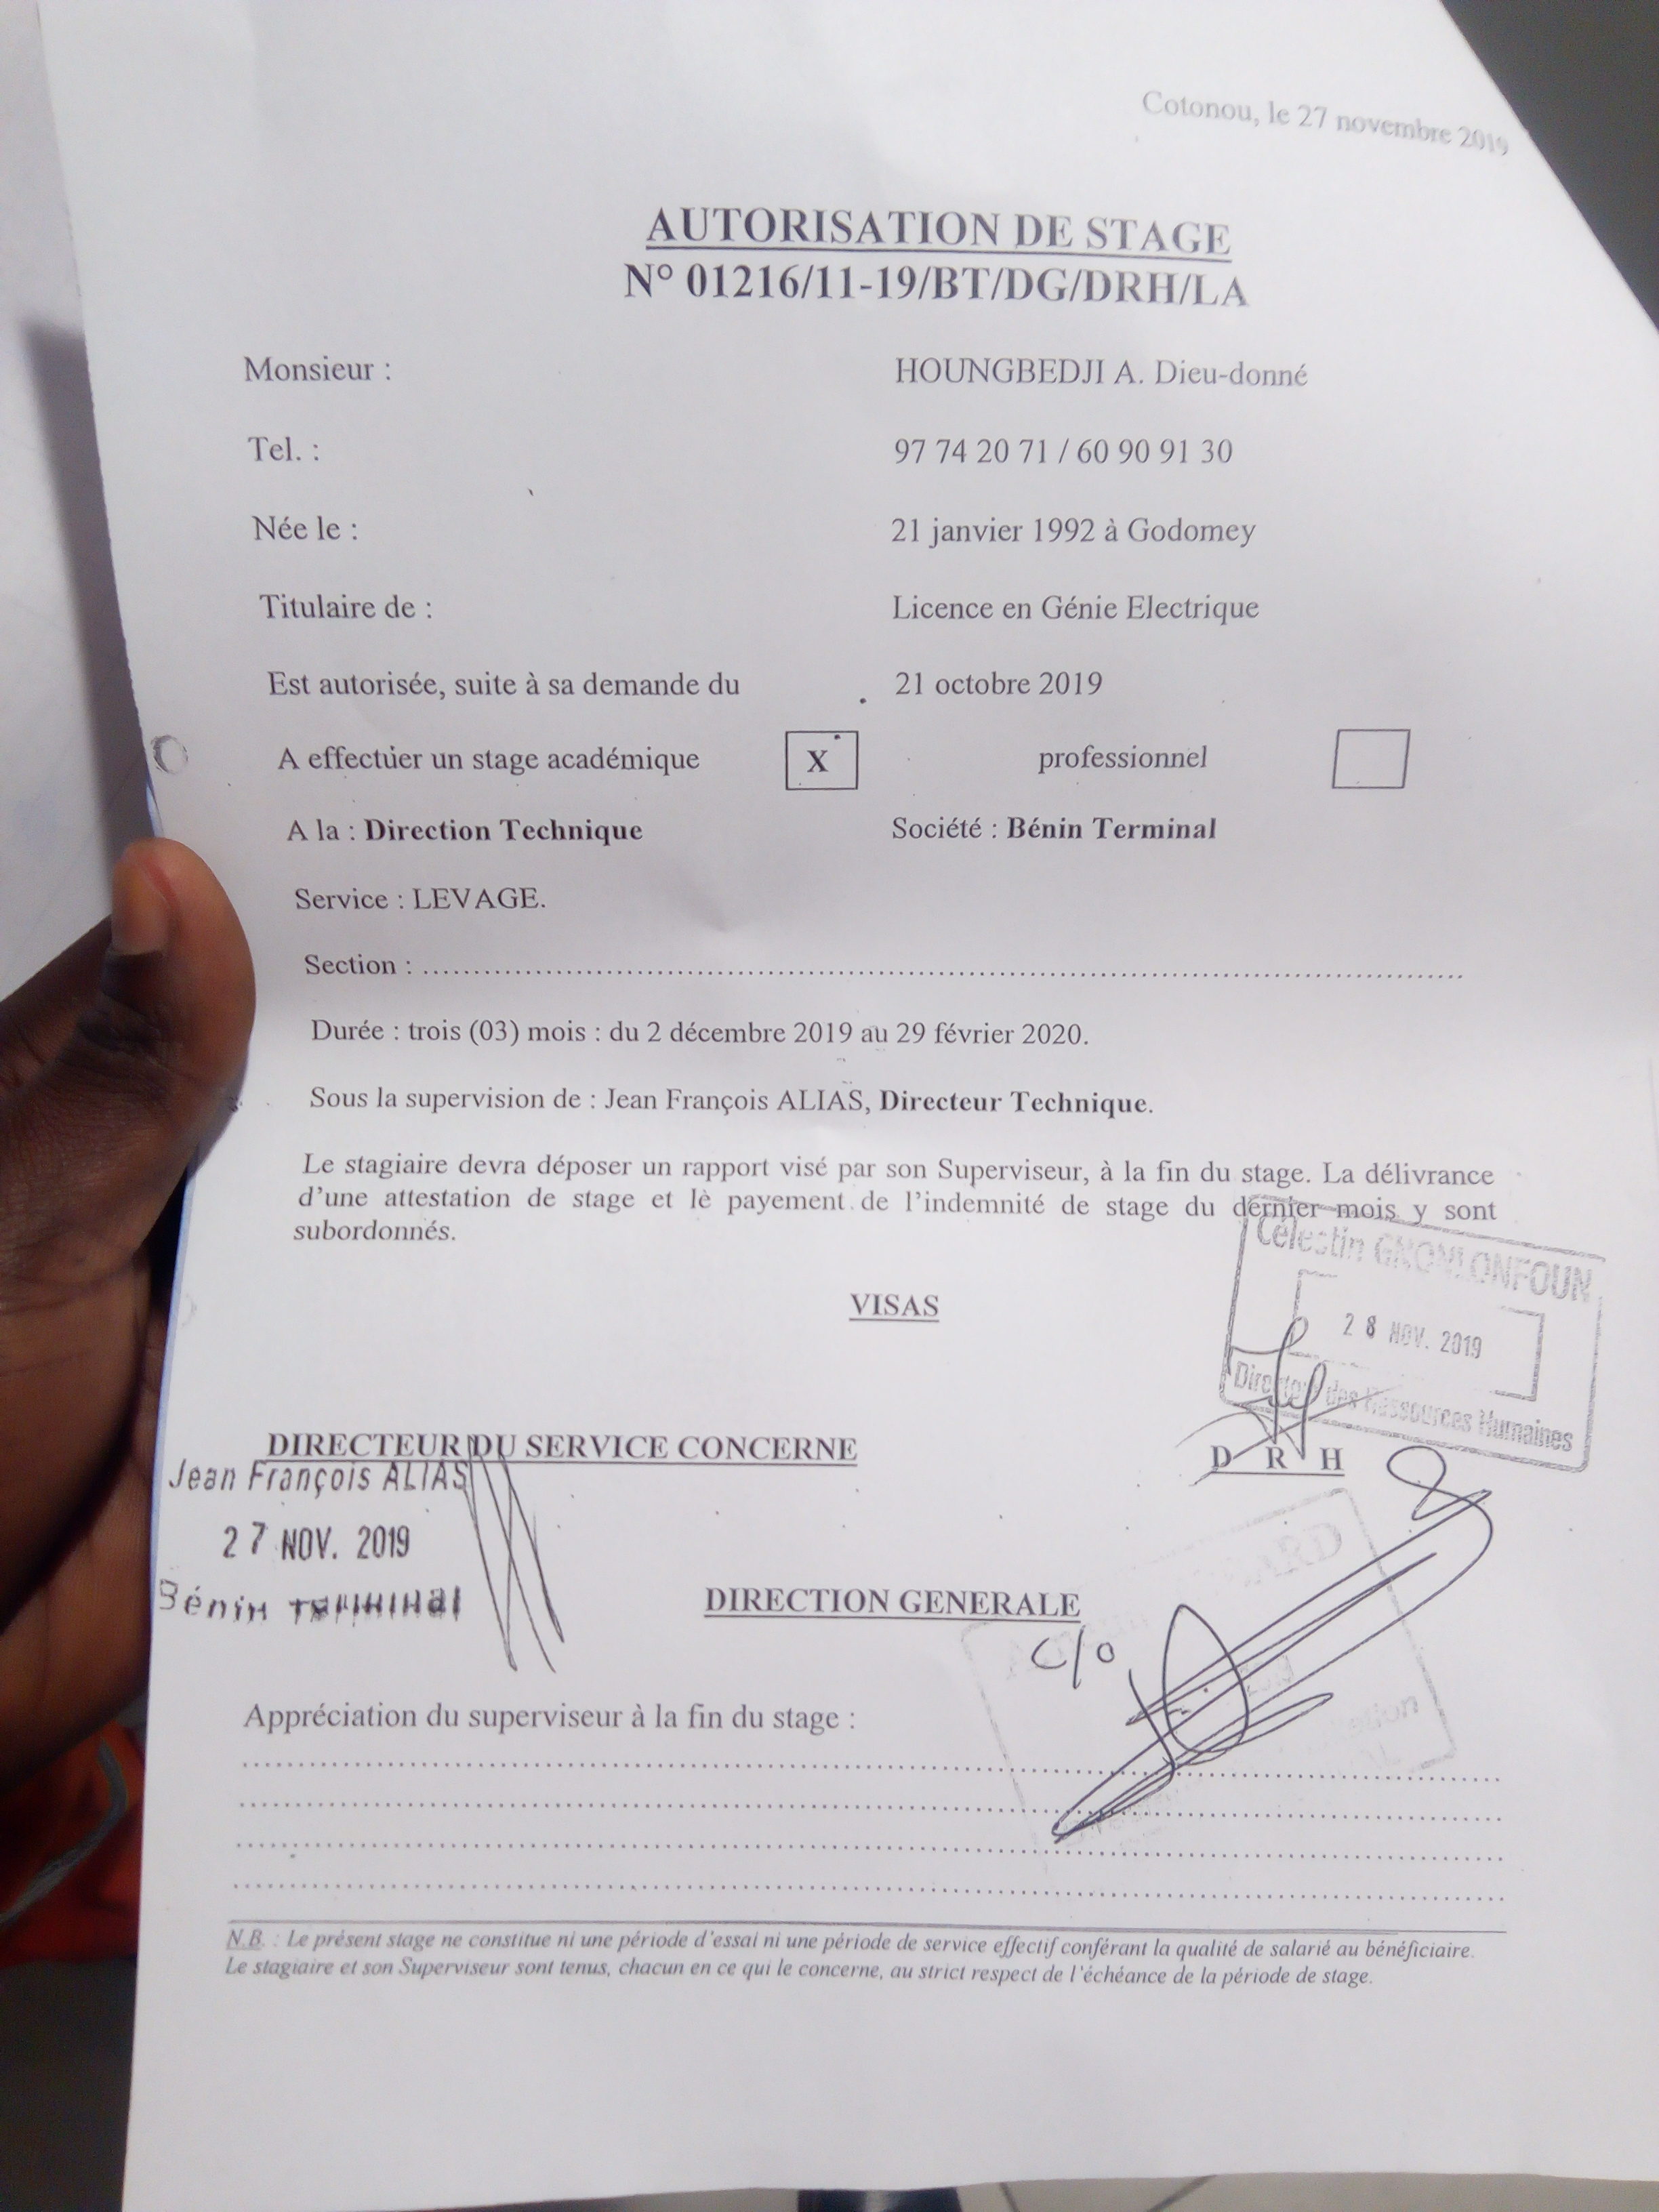 Cotonou, le 27 novembre 2019
AUTORISATION DE STAGE
N° 01216/11-19/BT/DG/DRH/LA
Monsieur : HOUNGBEDJI A. Dieu-donné
Tel. : 97 74 20 71 / 60 90 91 30
Née le : 21 janvier 1992 à Godomey
Titulaire de : Licence en Génie Electrique
Est autorisée, suite à sa demande du 21 octobre 2019
A effectuer un stage académique X professionnel
A la : Direction Technique Société : Bénin Terminal
Service : LEVAGE.
Section : ........................................................................................................
Durée : trois (03) mois : du 2 décembre 2019 au 29 février 2020.
Sous la supervision de : Jean François ALIAS, Directeur Technique.
Le stagiaire devra déposer un rapport visé par son Superviseur, à la fin du stage. La délivrance
d'une attestation de stage et le payement de l'indemnité de stage du dernier mois y sont
subordonnés.
Célestin GNONLONFOUN
28 NOV. 2019
Directeur des Ressources Humaines
VISAS
DIRECTEUR DU SERVICE CONCERNE
D R H
Jean François ALIAS
27 NOV. 2019
Bénin Terminal
DIRECTION GENERALE
Appréciation du superviseur à la fin du stage :
N.B. : Le présent stage ne constitue ni une période d'essai ni une période de service effectif conférant la qualité de salarié au bénéficiaire.
Le stagiaire et son Superviseur sont tenus, chacun en ce qui le concerne, au strict respect de l'échéance de la période de stage.